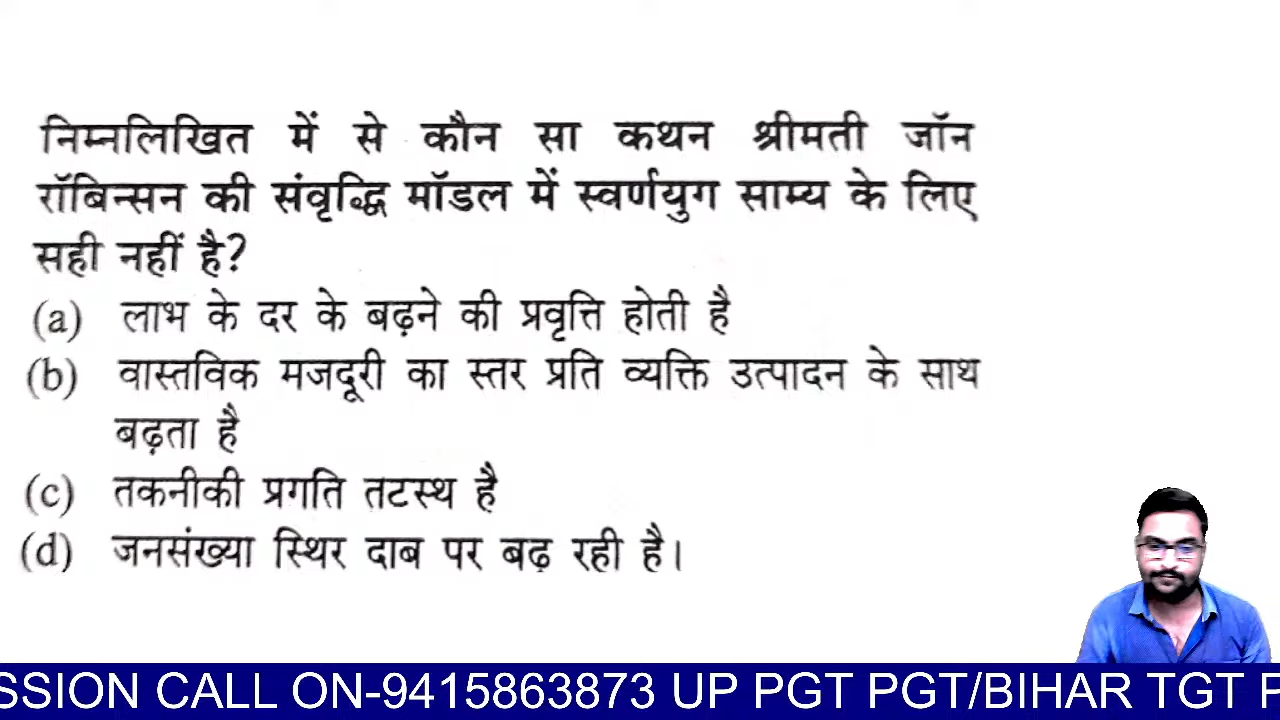 निम्नलिखित में से कौन सा कथन श्रीमती जॉन
रॉबिन्सन की संवृद्धि मॉडल में स्वर्णयुग साम्य के लिए
सही नहीं है?
(a) लाभ के दर के बढ़ने की प्रवृत्ति होती है
(b) वास्तविक मजदूरी का स्तर प्रति व्यक्ति उत्पादन के साथ
बढ़ता है
(c) तकनीकी प्रगति तटस्थ है
(d) जनसंख्या स्थिर दाब पर बढ़ रही है।
SSION CALL ON-9415863873 UP PGT PGT/BIHAR TGT P